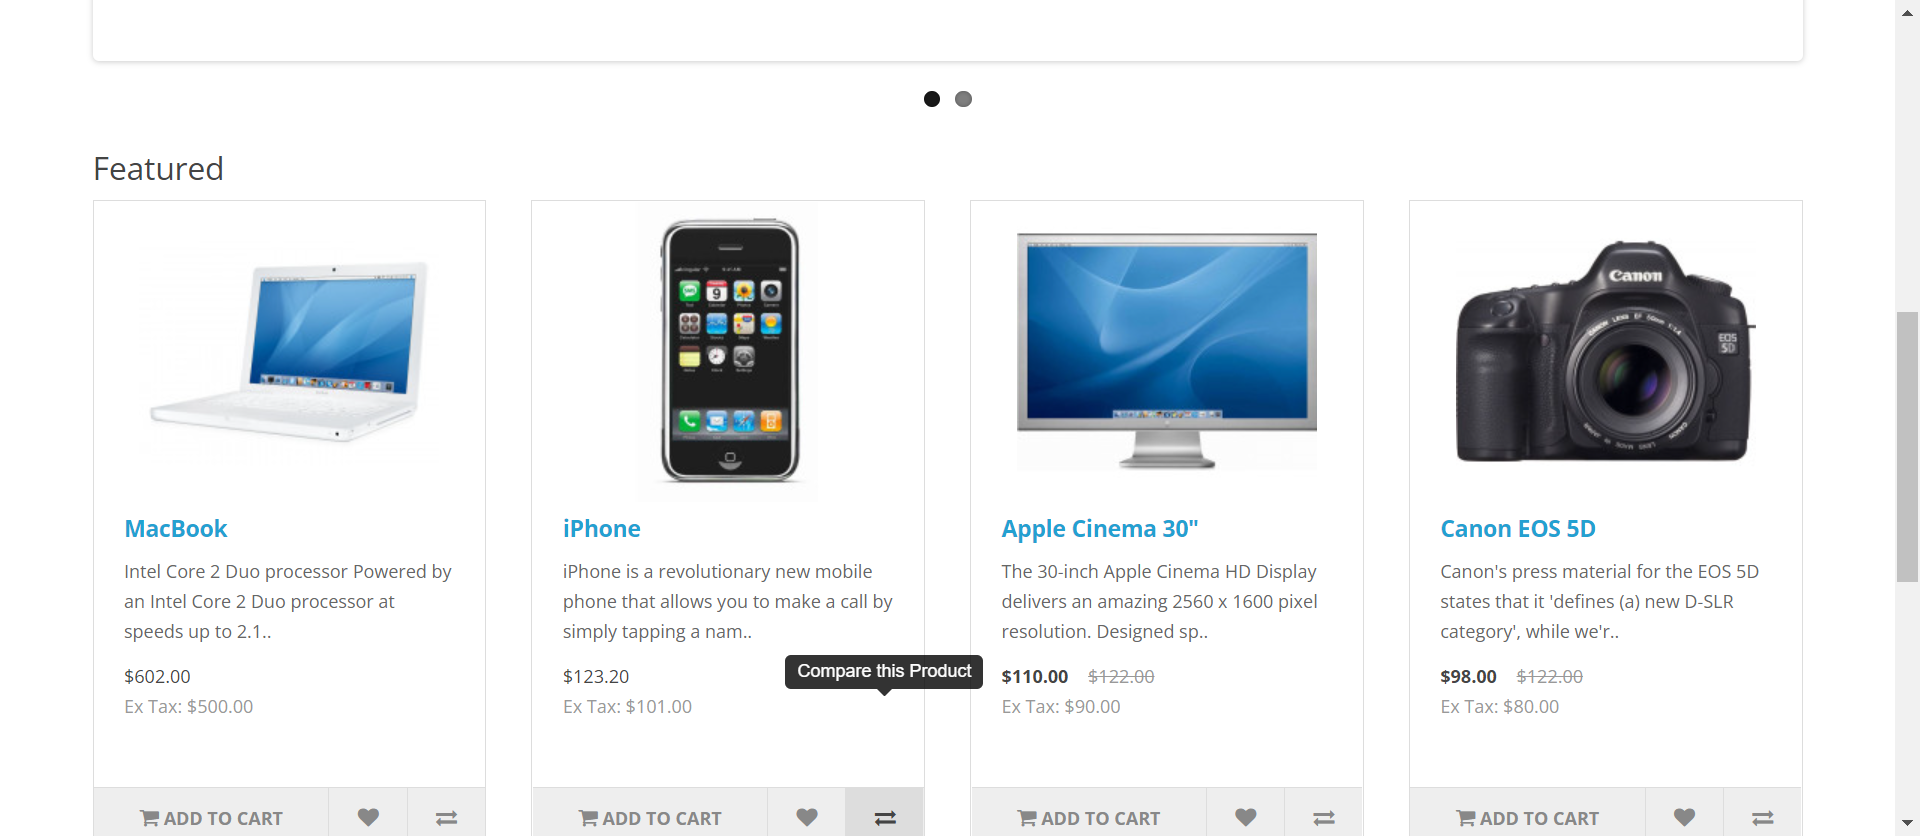 Featured
MacBook
Intel Core 2 Duo processor Powered by
an Intel Core 2 Duo processor at
speeds up to 2.1..
$602.00
Ex Tax: $500.00
ADD TO CART
iPhone
iPhone is a revolutionary new mobile
phone that allows you to make a call by
simply tapping a nam..
$123.20
Compare this Product
Ex Tax: $101.00
ADD TO CART
Apple Cinema 30"
The 30-inch Apple Cinema HD Display
delivers an amazing 2560 x 1600 pixel
resolution. Designed sp..
$110.00 $122.00
Ex Tax: $90.00
ADD TO CART
Canon
EOS
5D
Canon EOS 5D
Canon's press material for the EOS 5D
states that it 'defines (a) new D-SLR
category', while we'r..
$98.00 $122.00
Ex Tax: $80.00
ADD TO CART